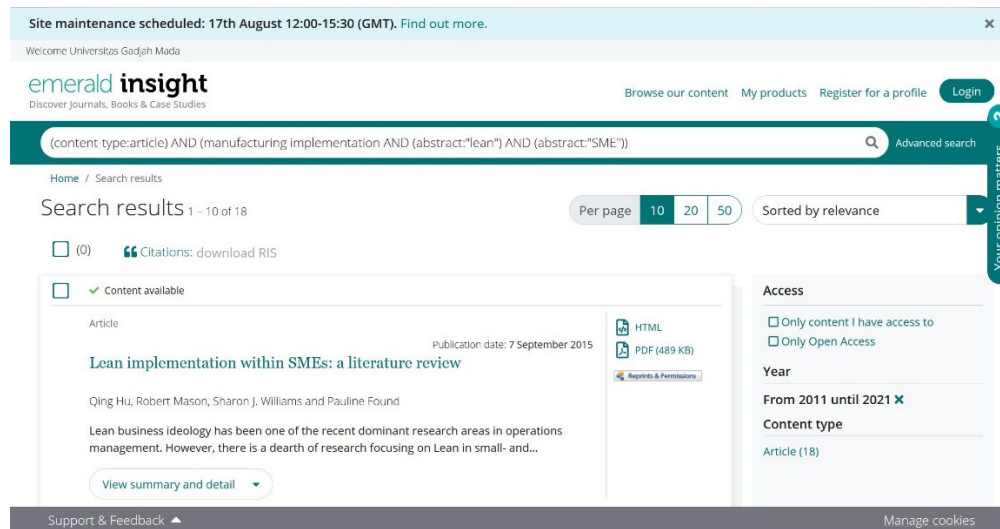 Site maintenance scheduled: 17th August 12:00-15:30 (GMT). Find out more.
Welcome Universitas Gadjah Mada
emerald insight
Discover Journals, Books & Case Studies
Browse our content My products Register for a profile Login
(content-type:article) AND (manufacturing implementation AND (abstract:"lean") AND (abstract:"SME"))
Advanced search
Your opinion matters
Home / Search results
Search results 1 – 10 of 18
Per page 10 20 50
Sorted by relevance
(0) Citations: download RIS
Content available
Article
Publication date: 7 September 2015
Lean implementation within SMEs: a literature review
Qing Hu, Robert Mason, Sharon J. Williams and Pauline Found
Lean business ideology has been one of the recent dominant research areas in operations
management. However, there is a dearth of research focusing on Lean in small- and...
View summary and detail
HTML
PDF (489 KB)
Reprints & Permissions
Access
Only content I have access to
Only Open Access
Year
From 2011 until 2021
Content type
Article (18)
Support & Feedback
Manage cookies